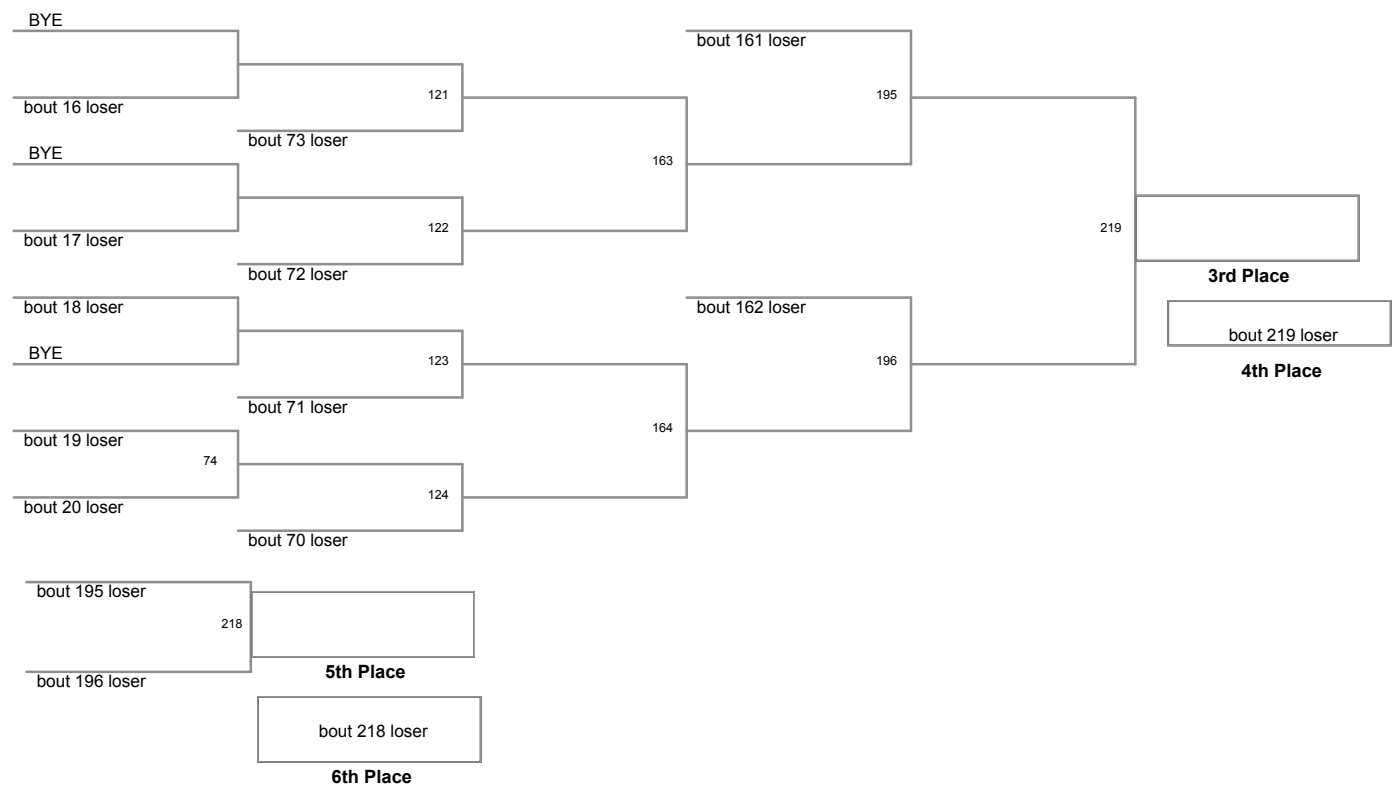 BYE
bout 161 loser
121
195
bout 16 loser
bout 73 loser
BYE
163
122
219
bout 17 loser
bout 72 loser
3rd Place
bout 18 loser
bout 162 loser
bout 219 loser
BYE
123
196
4th Place
bout 71 loser
164
bout 19 loser
74
124
bout 20 loser
bout 70 loser
bout 195 loser
218
5th Place
bout 196 loser
bout 218 loser
6th Place